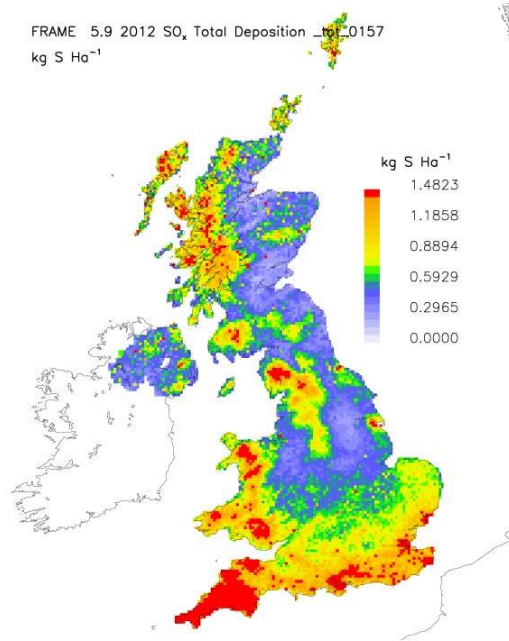 FRAME 5.9 2012 SOₓ Total Deposition _tot_0157
kg S Ha⁻¹
kg S Ha⁻¹
1.4823
1.1858
0.8894
0.5929
0.2965
0.0000